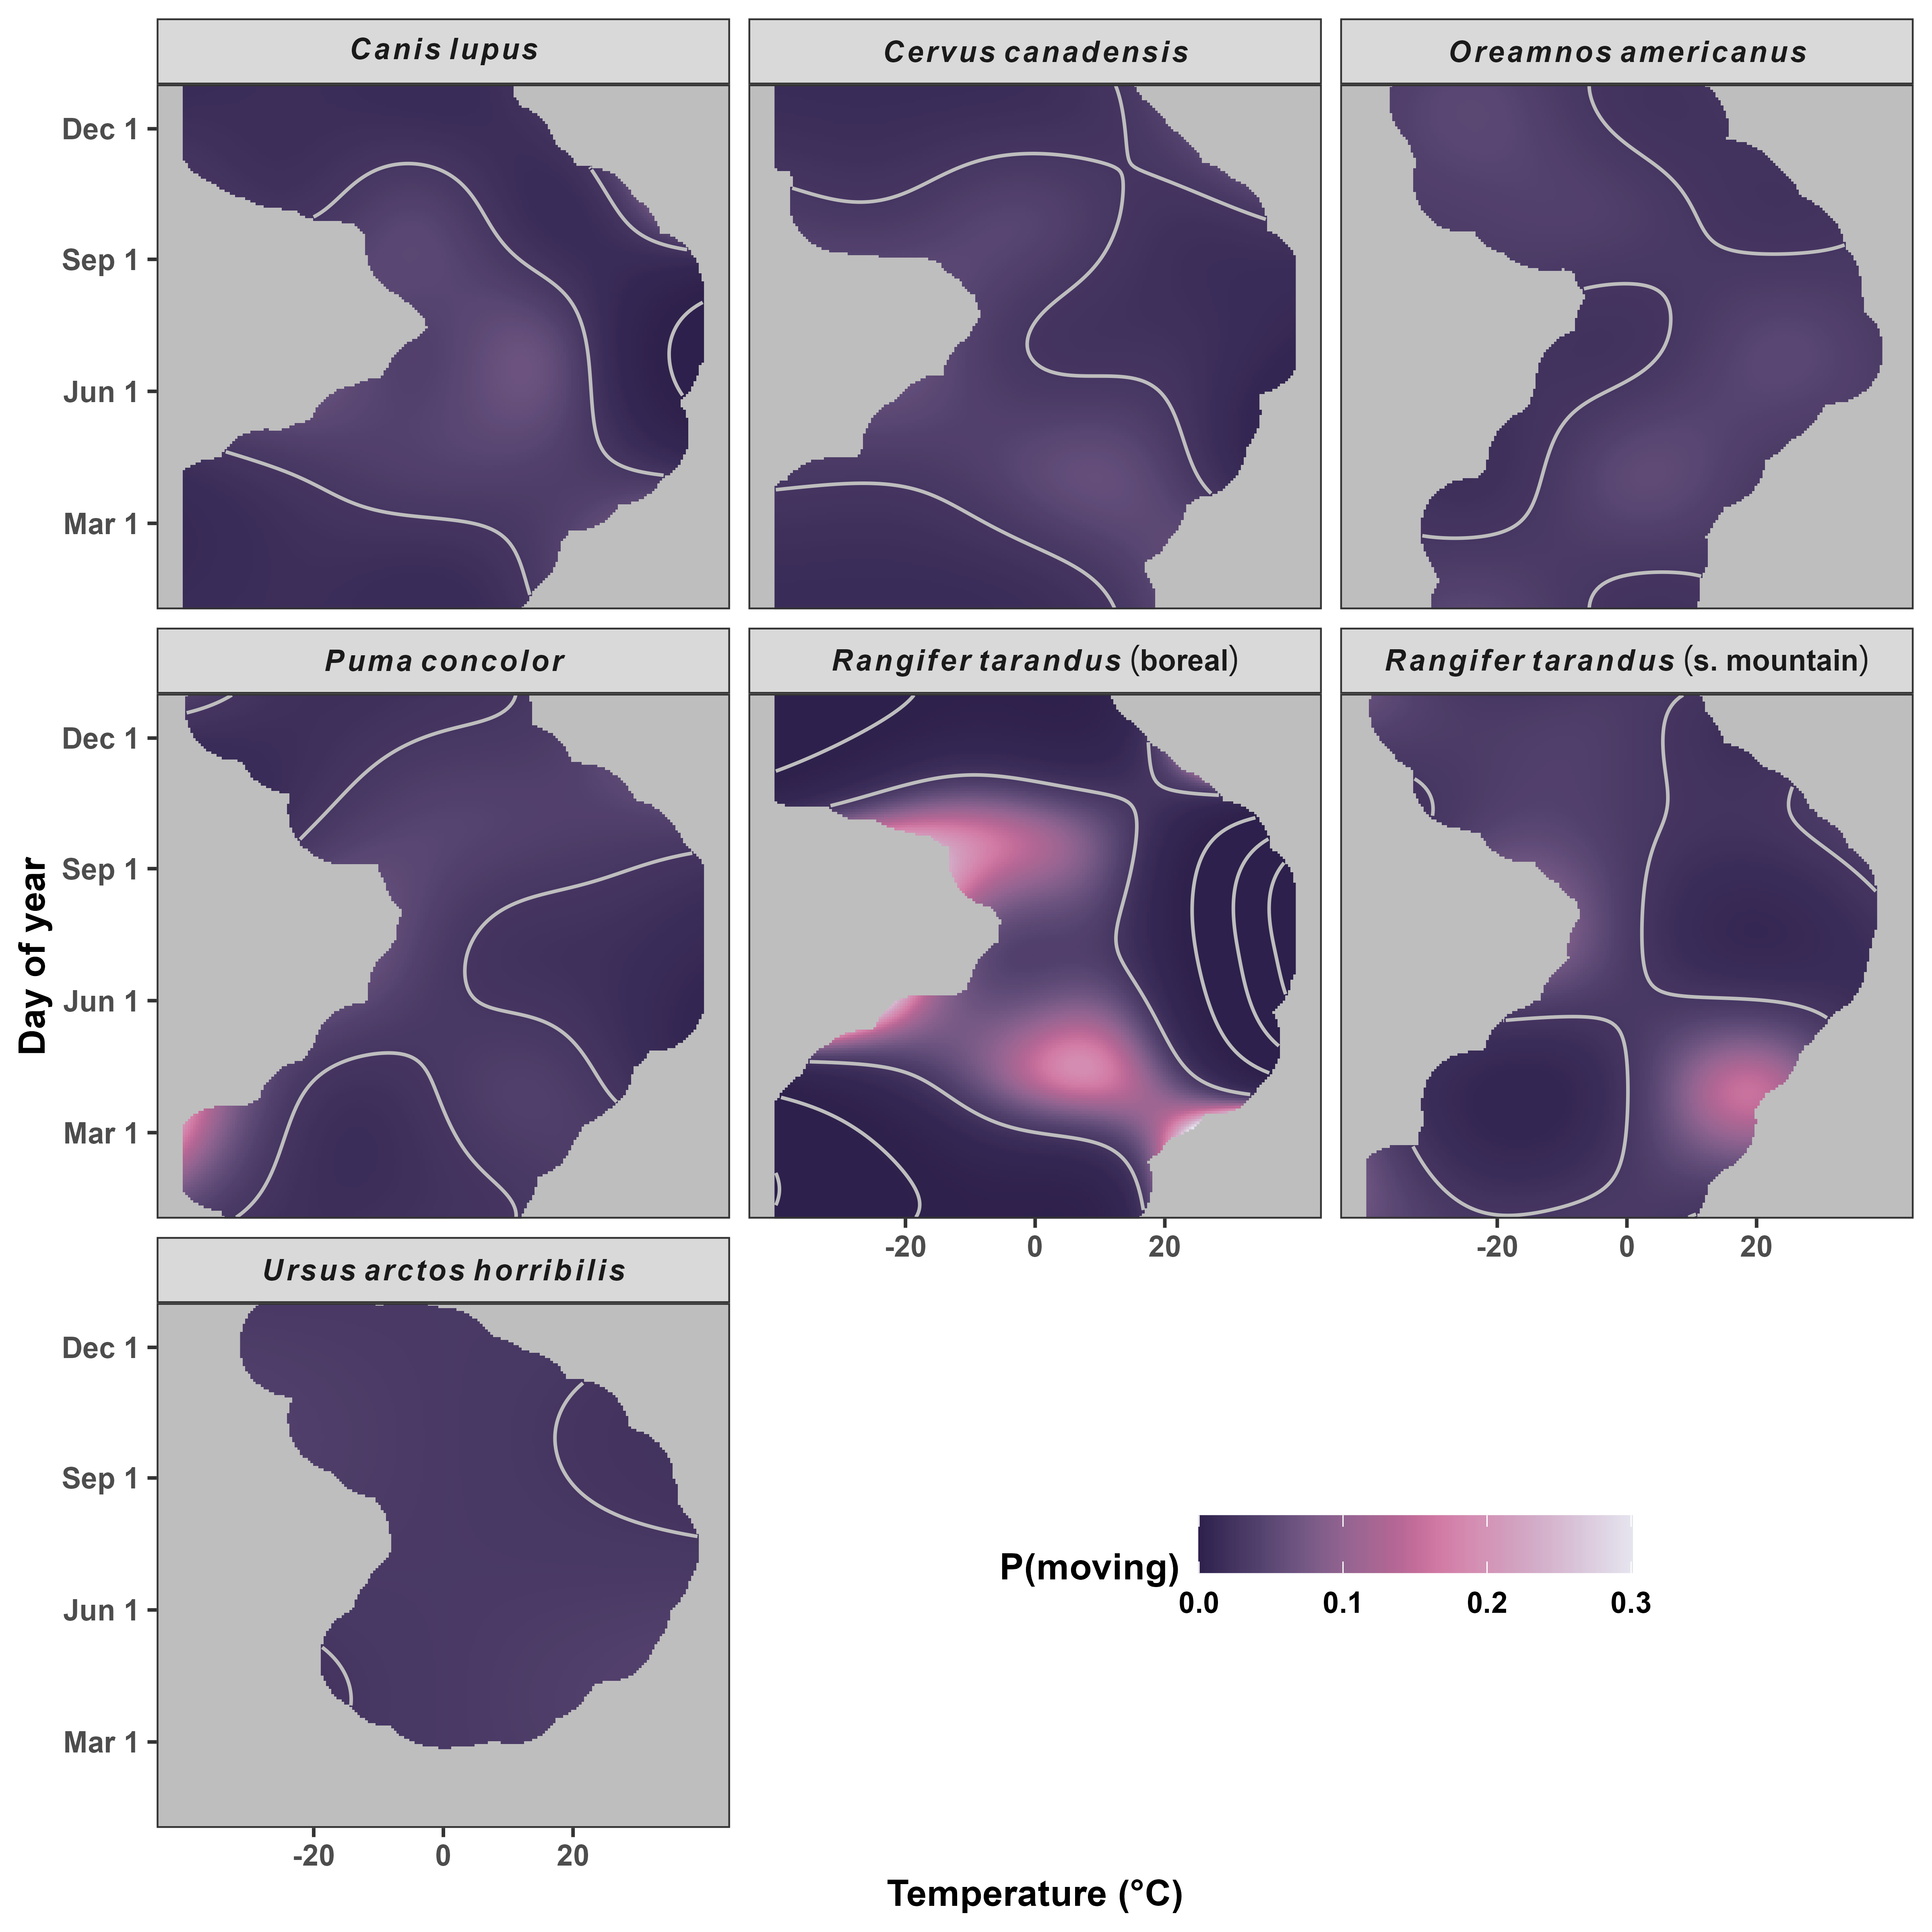 Canis lupus
Cervus canadensis
Oreamnos americanus
Dec 1
Sep 1
Jun 1
Mar 1
Puma concolor
Rangifer tarandus (boreal)
Rangifer tarandus (s. mountain)
Dec 1
Sep 1
Jun 1
Mar 1
-20 0 20
-20 0 20
Ursus arctos horribilis
Dec 1
Sep 1
Jun 1
Mar 1
-20 0 20
Day of year
Temperature (°C)
P(moving)
0.0 0.1 0.2 0.3